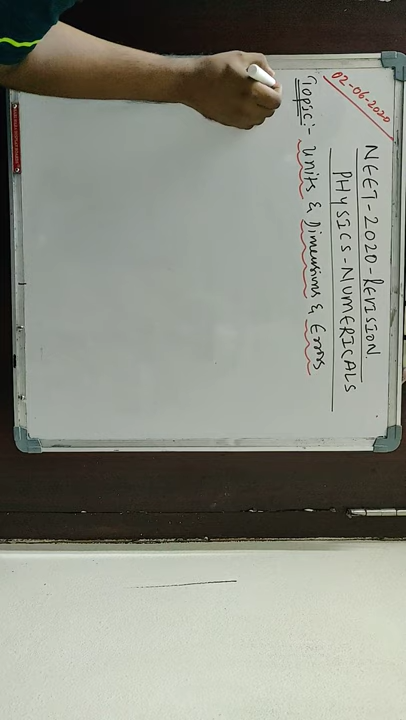 02-06-2020
NEET-2020-REVISION.
PHYSICS-NUMERICALS
Topic:- Units & Dimensions & Errors